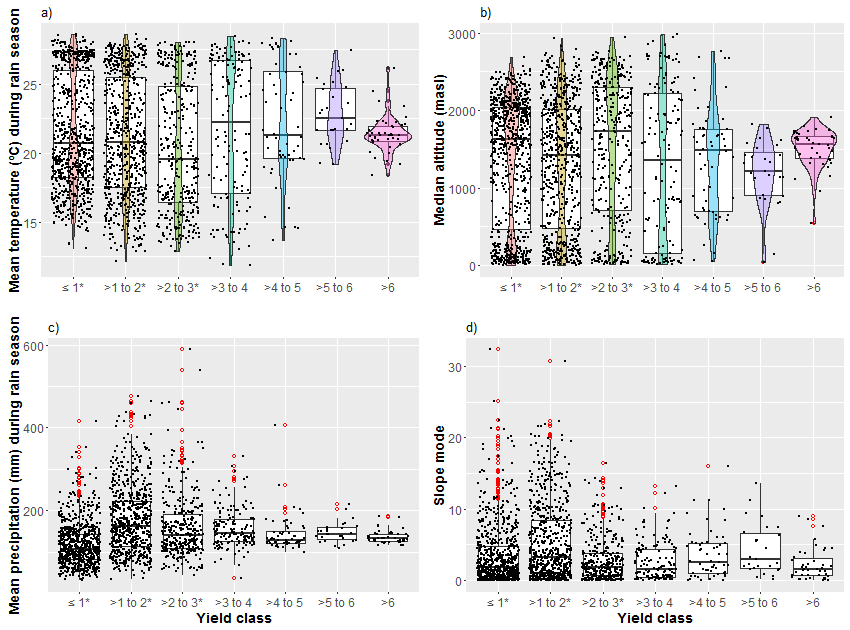 a)
Mean temperature (ºC) during rain season
25
20
15
≤ 1*
>1 to 2*
>2 to 3*
>3 to 4
>4 to 5
>5 to 6
>6
b)
Median altitude (masl)
3000
2000
1000
0
≤ 1*
>1 to 2*
>2 to 3*
>3 to 4
>4 to 5
>5 to 6
>6
c)
Mean precipitation (mm) during rain season
600
400
200
≤ 1*
>1 to 2*
>2 to 3*
>3 to 4
>4 to 5
>5 to 6
>6
Yield class
d)
Slope mode
30
20
10
0
≤ 1*
>1 to 2*
>2 to 3*
>3 to 4
>4 to 5
>5 to 6
>6
Yield class